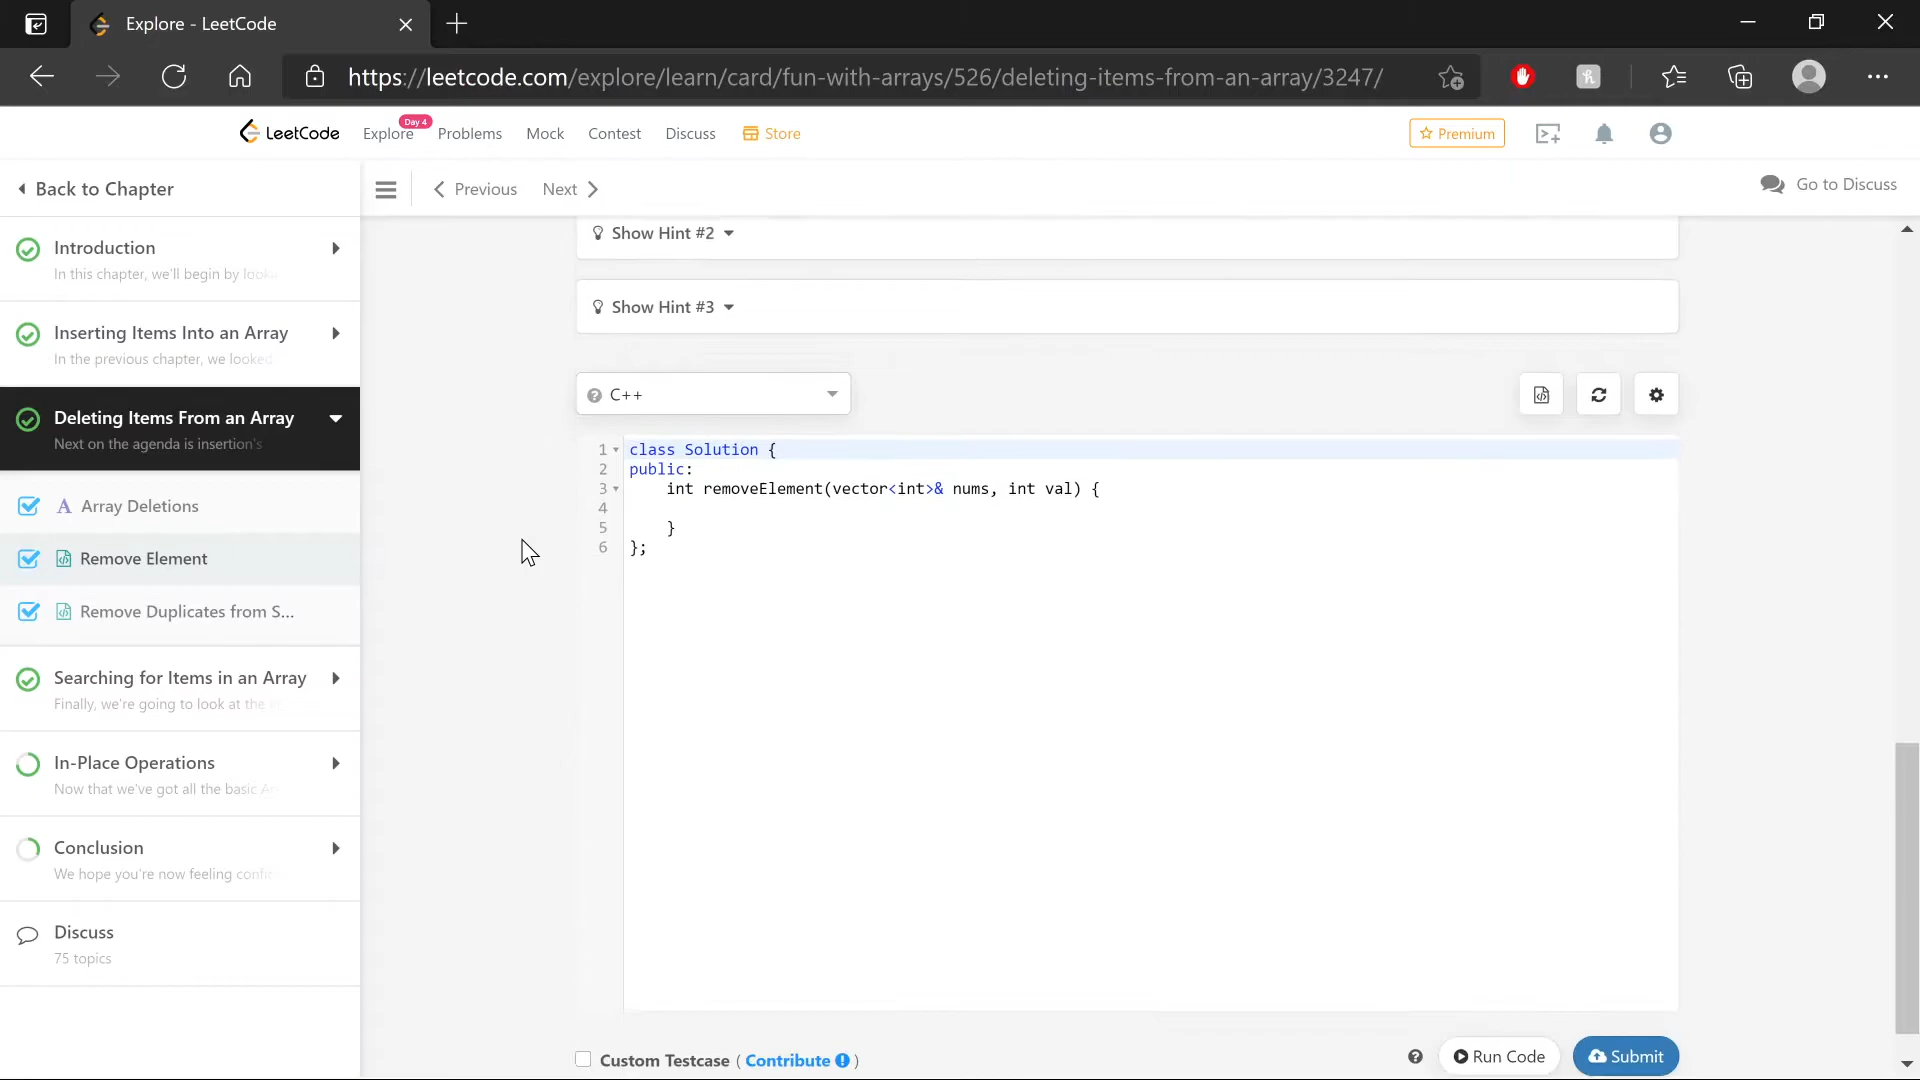 Explore - LeetCode
https://leetcode.com/explore/learn/card/fun-with-arrays/526/deleting-items-from-an-array/3247/
LeetCode Explore Day 4 Problems Mock Contest Discuss Store Premium
Back to Chapter
Previous Next
Go to Discuss
Introduction
In this chapter, we'll begin by
Inserting Items Into an Array
In the previous chapter, we looked
Deleting Items From an Array
Next on the agenda is insertion's
A Array Deletions
Remove Element
Remove Duplicates from S...
Searching for Items in an Array
Finally, we're going to look at the
In-Place Operations
Now that we've got all the basic
Conclusion
We hope you're now feeling
Discuss
75 topics
Show Hint #2
Show Hint #3
C++
1 class Solution {
2 public:
3     int removeElement(vector<int>& nums, int val) {
4
5     }
6 };
Custom Testcase ( Contribute )
Run Code
Submit